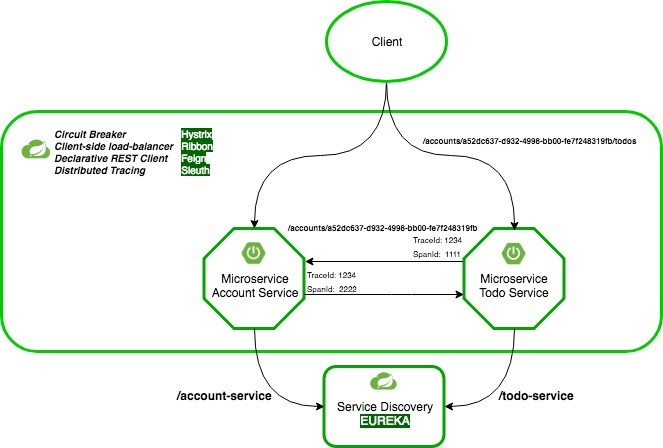 Client
Circuit Breaker Hystrix
Client-side load-balancer Ribbon
Declarative REST Client Feign
Distributed Tracing Sleuth
/accounts/a52dc637-d932-4998-bb00-fe7f248319fb/todos
/accounts/a52dc637-d932-4998-bb00-fe7f248319fb
TraceId: 1234
SpanId: 1111
TraceId: 1234
SpanId: 2222
Microservice
Account Service
Microservice
Todo Service
/account-service
/todo-service
Service Discovery
EUREKA